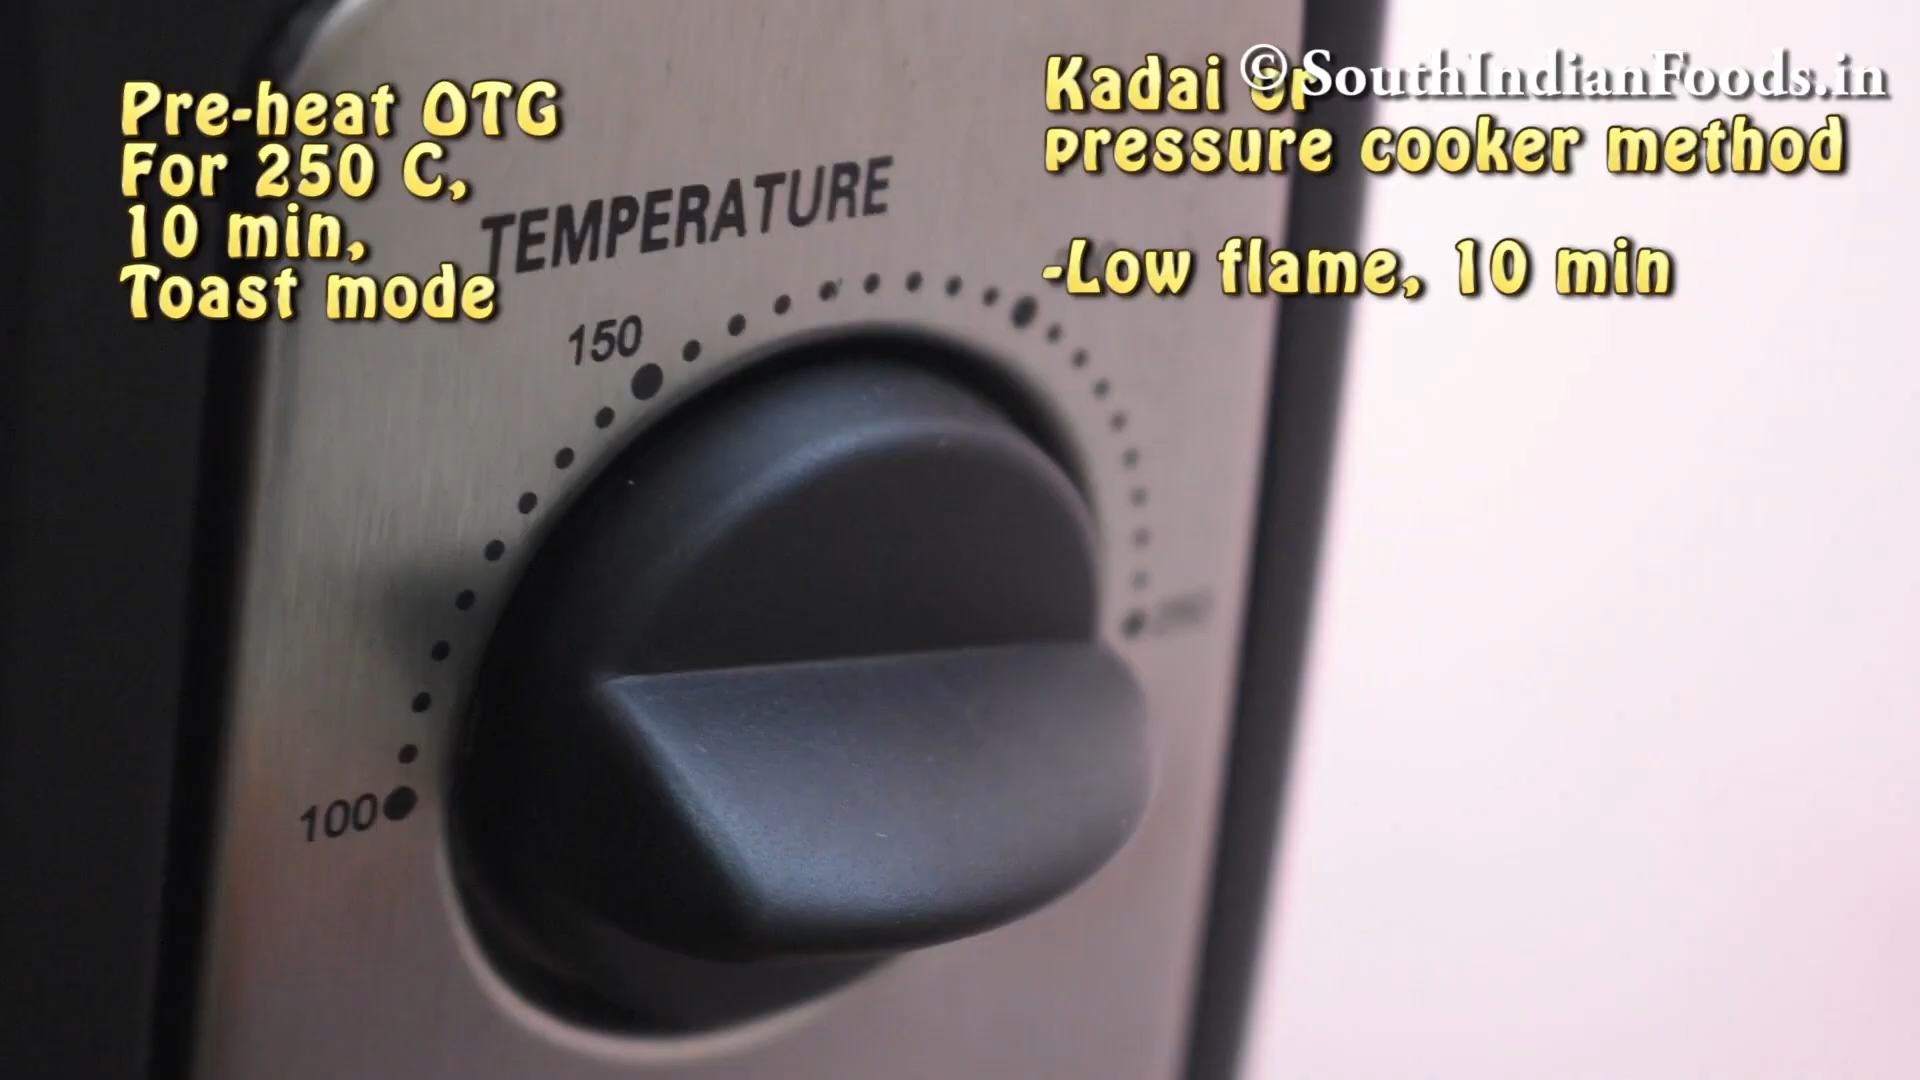 Pre-heat OTG
For 250 C,
10 min,
Toast mode
Kadai or
pressure cooker method
-Low flame, 10 min
©SouthIndianFoods.in
TEMPERATURE
150
100